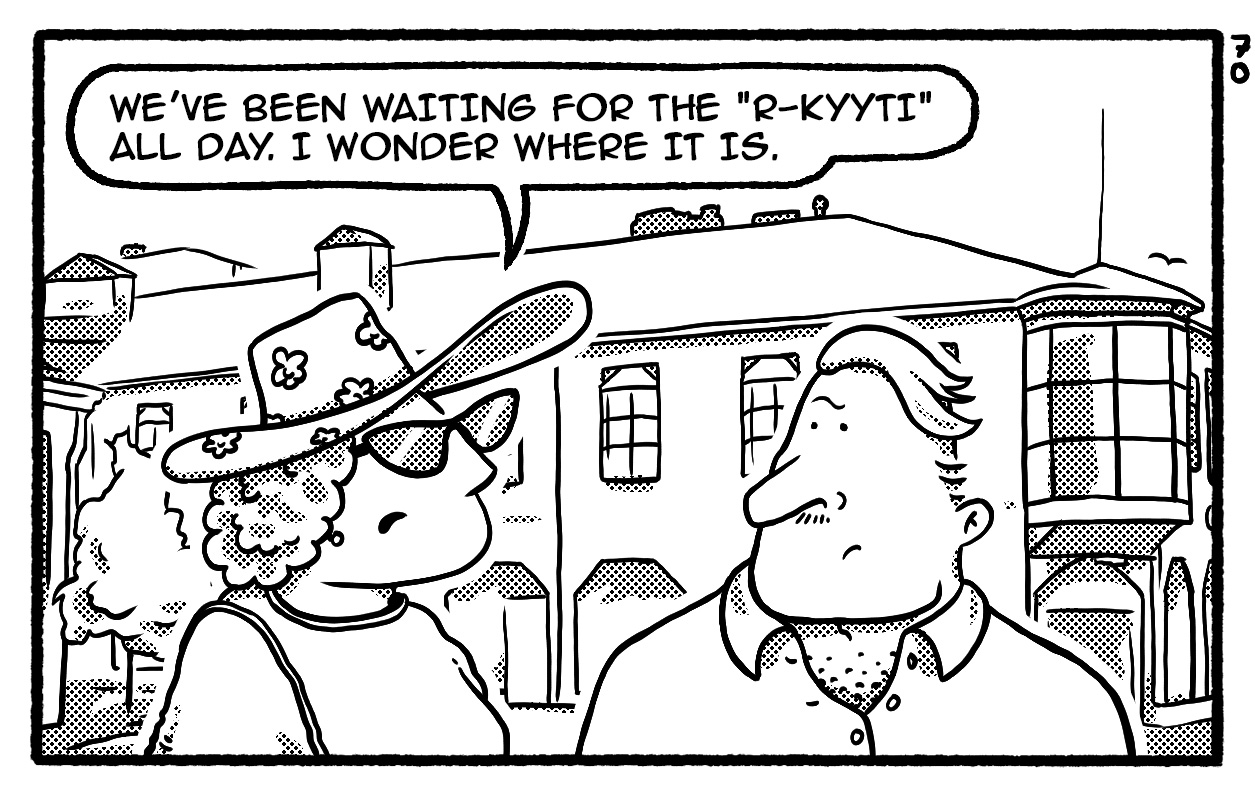 WE'VE BEEN WAITING FOR THE "R-KYYTI"
ALL DAY. I WONDER WHERE IT IS.
70